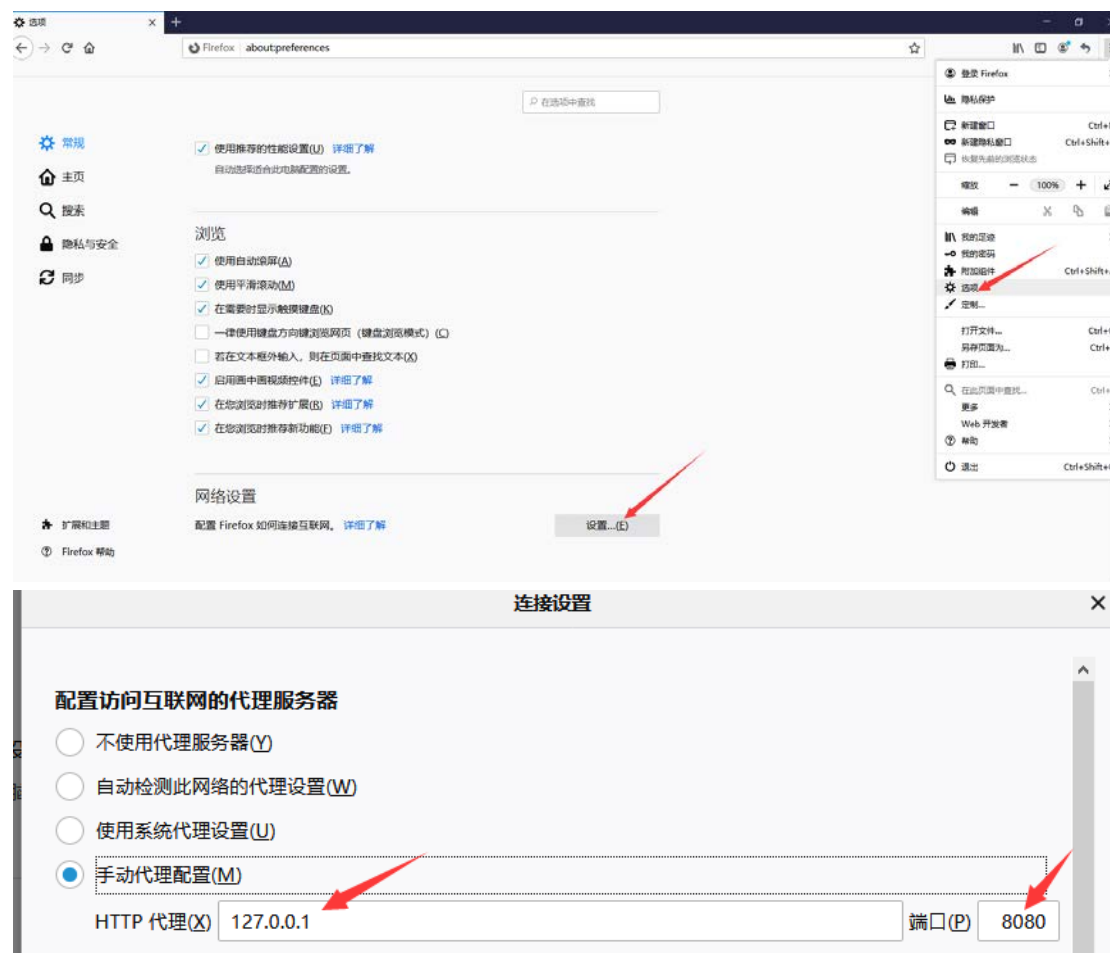 选项
Firefox about:preferences
在选项中查找
常规
主页
搜索
隐私与安全
同步
扩展和主题
Firefox 帮助
使用推荐的性能设置(U) 详细了解
自动选择适合此电脑配置的设置。
浏览
使用自动滚屏(A)
使用平滑滚动(M)
在需要时显示触摸键盘(K)
一律使用键盘方向键浏览网页（键盘浏览模式）(C)
若在文本框外输入，则在页面中查找文本(X)
启用画中画视频控件(E) 详细了解
在您浏览时推荐扩展(R) 详细了解
在您浏览时推荐新功能(F) 详细了解
网络设置
配置 Firefox 如何连接互联网。 详细了解
设置...(E)
登录 Firefox
隐私保护
新建窗口 Ctrl+
新建隐私窗口 Ctrl+Shift+
恢复先前的浏览状态
缩放 100%
编辑
我的足迹
我的密码
附加组件 Ctrl+Shift+
选项
定制...
打开文件... Ctrl+
另存页面为... Ctrl+
打印...
在此页面中查找... Ctrl+
更多
Web 开发者
帮助
退出 Ctrl+Shift+
连接设置
配置访问互联网的代理服务器
不使用代理服务器(Y)
自动检测此网络的代理设置(W)
使用系统代理设置(U)
手动代理配置(M)
HTTP 代理(X) 127.0.0.1 端口(P) 8080